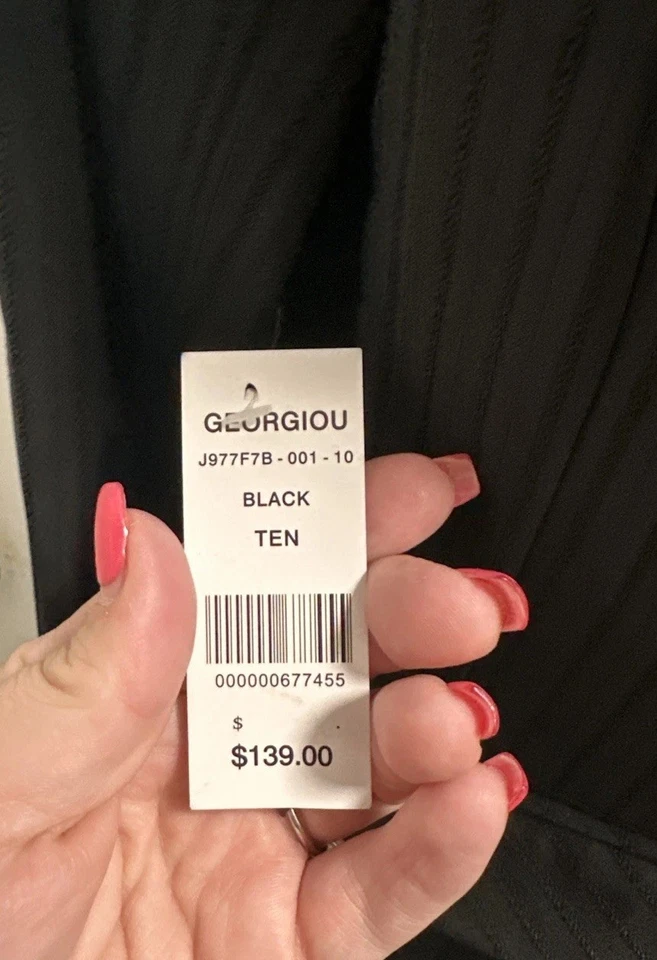 GEORGIOU
J977F7B - 001 - 10
BLACK
TEN
000000677455
$ .
$139.00